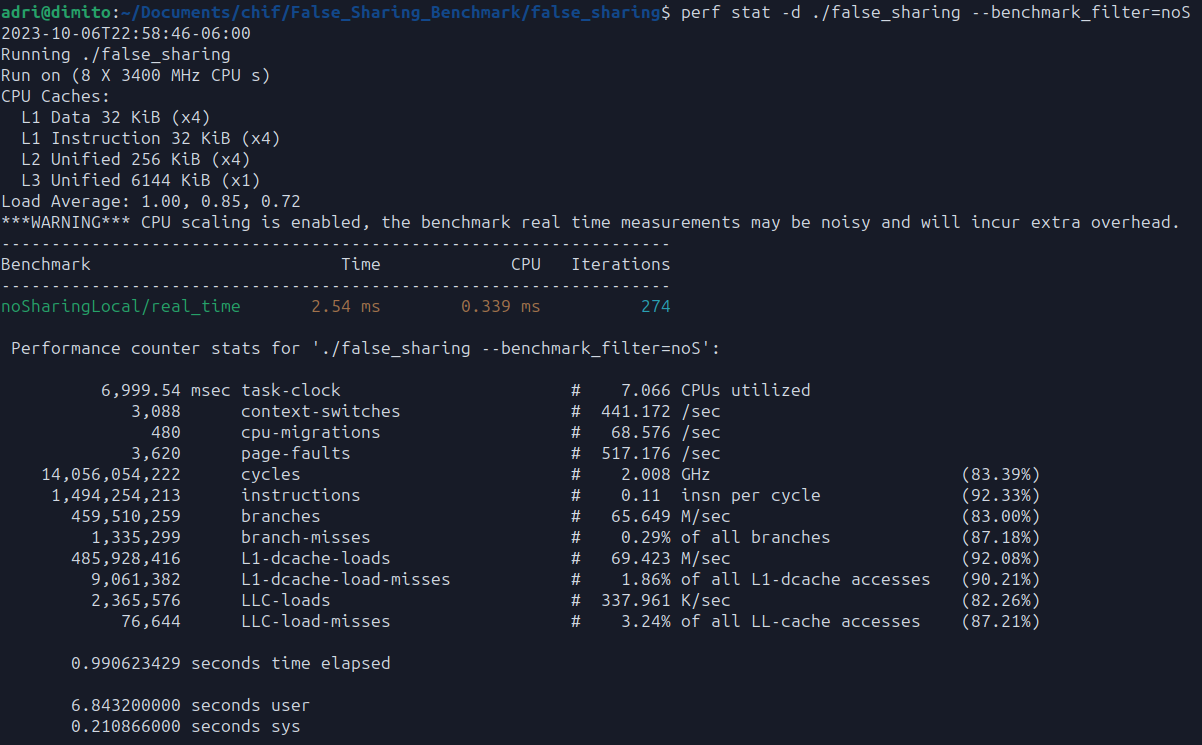 adri@dimito:~/Documents/chif/False_Sharing_Benchmark/false_sharing$ perf stat -d ./false_sharing --benchmark_filter=noS
2023-10-06T22:58:46-06:00
Running ./false_sharing
Run on (8 X 3400 MHz CPU s)
CPU Caches:
  L1 Data 32 KiB (x4)
  L1 Instruction 32 KiB (x4)
  L2 Unified 256 KiB (x4)
  L3 Unified 6144 KiB (x1)
Load Average: 1.00, 0.85, 0.72
***WARNING*** CPU scaling is enabled, the benchmark real time measurements may be noisy and will incur extra overhead.
-------------------------------------------------------------------
Benchmark                         Time             CPU   Iterations
-------------------------------------------------------------------
noSharingLocal/real_time       2.54 ms        0.339 ms          274

 Performance counter stats for './false_sharing --benchmark_filter=noS':

          6,999.54 msec task-clock                       #    7.066 CPUs utilized
             3,088      context-switches                 #  441.172 /sec
               480      cpu-migrations                   #   68.576 /sec
             3,620      page-faults                      #  517.176 /sec
    14,056,054,222      cycles                           #    2.008 GHz                         (83.39%)
     1,494,254,213      instructions                     #    0.11  insn per cycle              (92.33%)
       459,510,259      branches                         #   65.649 M/sec                       (83.00%)
         1,335,299      branch-misses                    #    0.29% of all branches             (87.18%)
       485,928,416      L1-dcache-loads                  #   69.423 M/sec                       (92.08%)
         9,061,382      L1-dcache-load-misses            #    1.86% of all L1-dcache accesses   (90.21%)
         2,365,576      LLC-loads                        #  337.961 K/sec                       (82.26%)
            76,644      LLC-load-misses                  #    3.24% of all LL-cache accesses    (87.21%)

       0.990623429 seconds time elapsed

       6.843200000 seconds user
       0.210866000 seconds sys